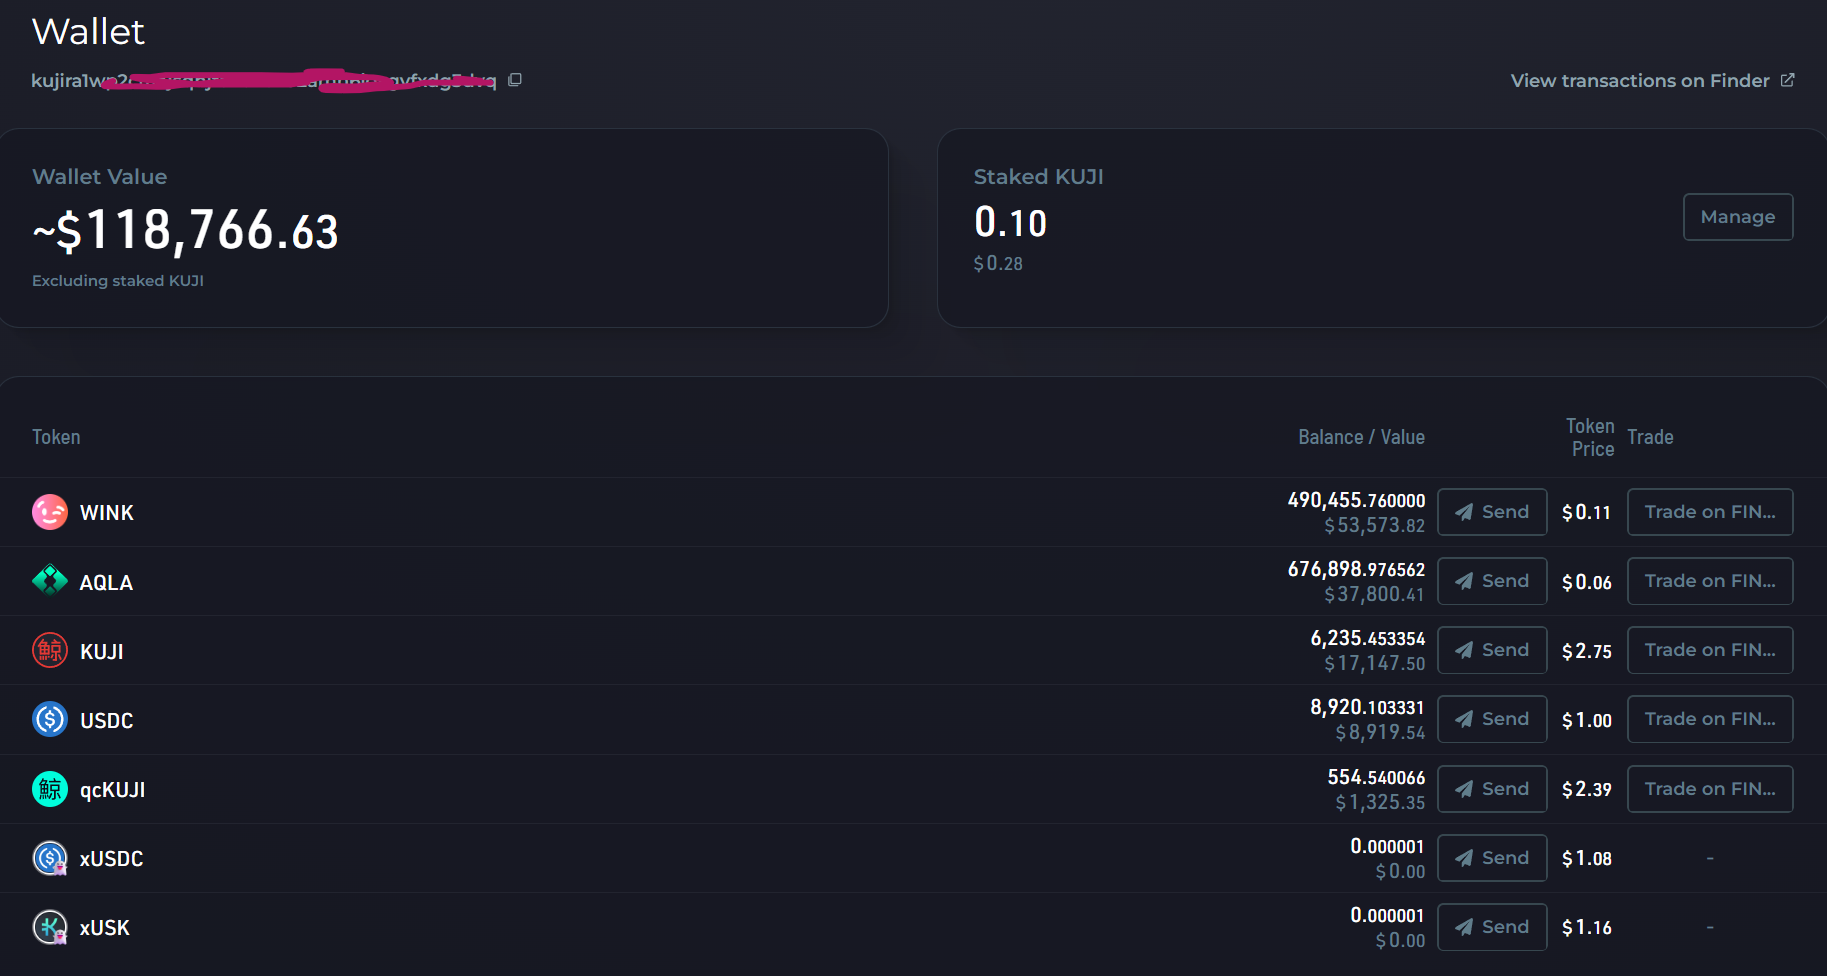 Wallet
View transactions on Finder
Wallet Value
~$118,766.63
Excluding staked KUJI
Staked KUJI
0.10
$0.28
Manage
Token Balance / Value Token Price Trade
WINK 490,455.760000 Send $0.11 Trade on FIN...
$53,573.82
AQLA 676,898.976562 Send $0.06 Trade on FIN...
$37,800.41
鯨 KUJI 6,235.453354 Send $2.75 Trade on FIN...
$17,147.50
USDC 8,920.103331 Send $1.00 Trade on FIN...
$8,919.54
鯨 qcKUJI 554.540066 Send $2.39 Trade on FIN...
$1,325.35
xUSDC 0.000001 Send $1.08 -
$0.00
xUSK 0.000001 Send $1.16 -
$0.00